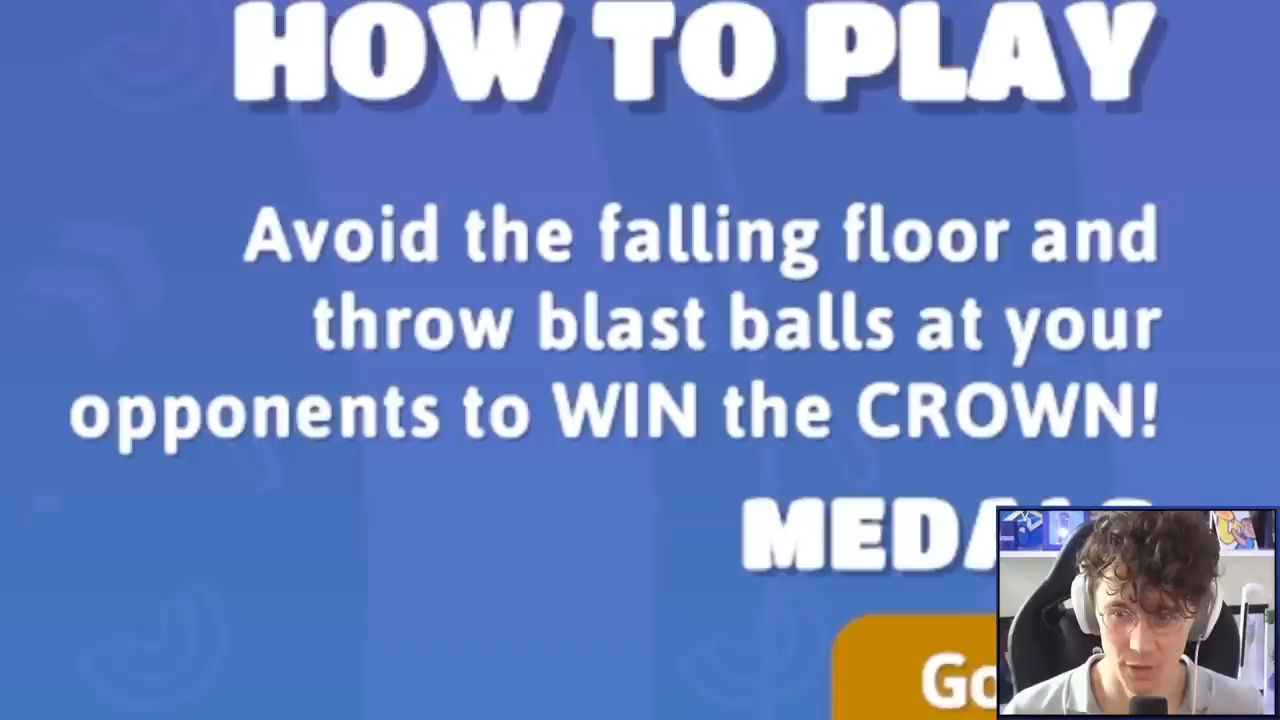 HOW TO PLAY
Avoid the falling floor and
throw blast balls at your
opponents to WIN the CROWN!